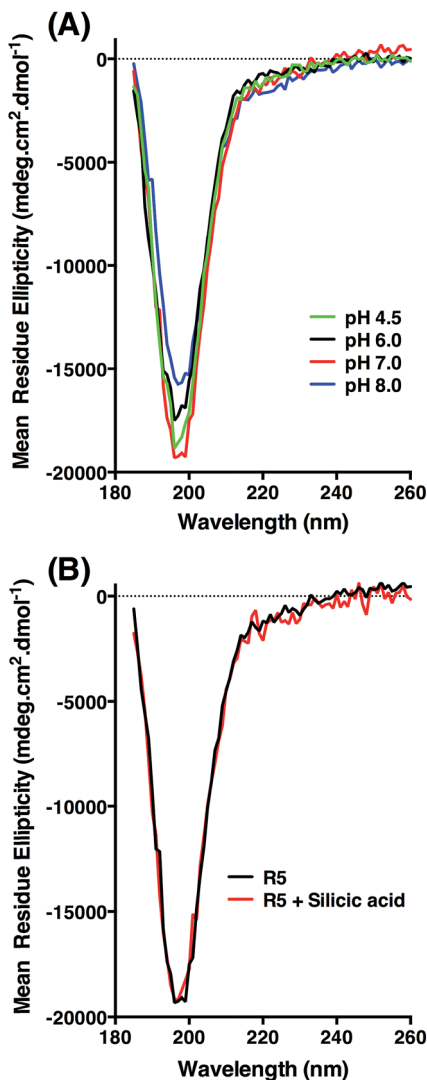 (A)
Mean Residue Ellipticity (mdeg.cm².dmol⁻¹)
0
-5000
-10000
-15000
-20000
pH 4.5
pH 6.0
pH 7.0
pH 8.0
180 200 220 240 260
Wavelength (nm)
(B)
Mean Residue Ellipticity (mdeg.cm².dmol⁻¹)
0
-5000
-10000
-15000
-20000
R5
R5 + Silicic acid
180 200 220 240 260
Wavelength (nm)